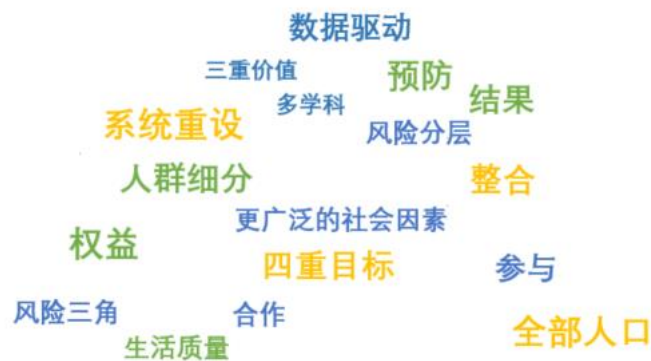 数据驱动
三重价值
预防
多学科
结果
系统重设
风险分层
人群细分
整合
更广泛的社会因素
权益
四重目标
参与
风险三角
合作
全部人口
生活质量